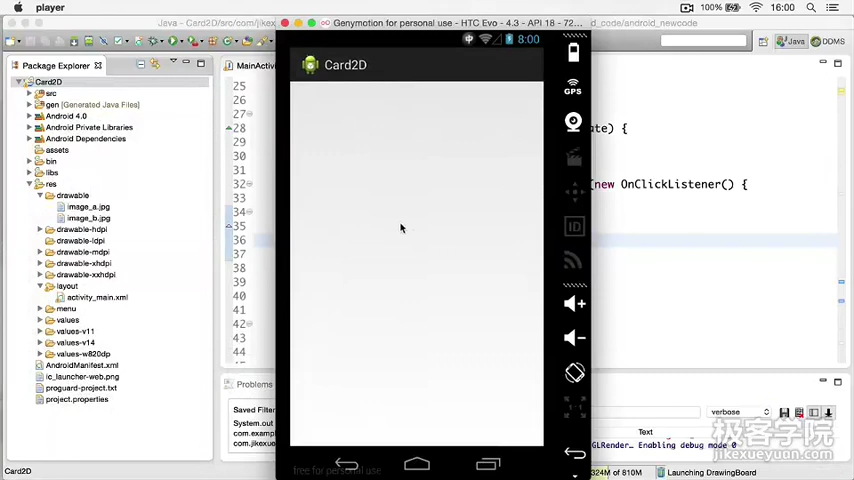 player
100%
16:00
Java - Card2D/src/com/jikex
Genymotion for personal use - HTC Evo - 4.3 - API 18 - 72...
d_code/android_newcode
Java
DDMS
Package Explorer
MainActivi
8:00
Card2D
Card2D
src
gen [Generated Java Files]
Android 4.0
Android Private Libraries
Android Dependencies
assets
bin
libs
res
drawable
image_a.jpg
image_b.jpg
drawable-hdpi
drawable-ldpi
drawable-mdpi
drawable-xhdpi
drawable-xxhdpi
layout
activity_main.xml
menu
values
values-v11
values-v14
values-w820dp
AndroidManifest.xml
ic_launcher-web.png
proguard-project.txt
project.properties
25
26
27
28
29
30
31
32
33
34
35
36
37
38
39
40
41
42
43
44
ate) {
(new OnClickListener() {
GPS
ID
1:1
Problems
Saved Filter
System.out
com.example
com.jikexue
verbose
Text
GLRender… Enabling debug mode 0
free for personal use
极客学院
jikexueyuan.com
Card2D
324M of 810M
Launching DrawingBoard